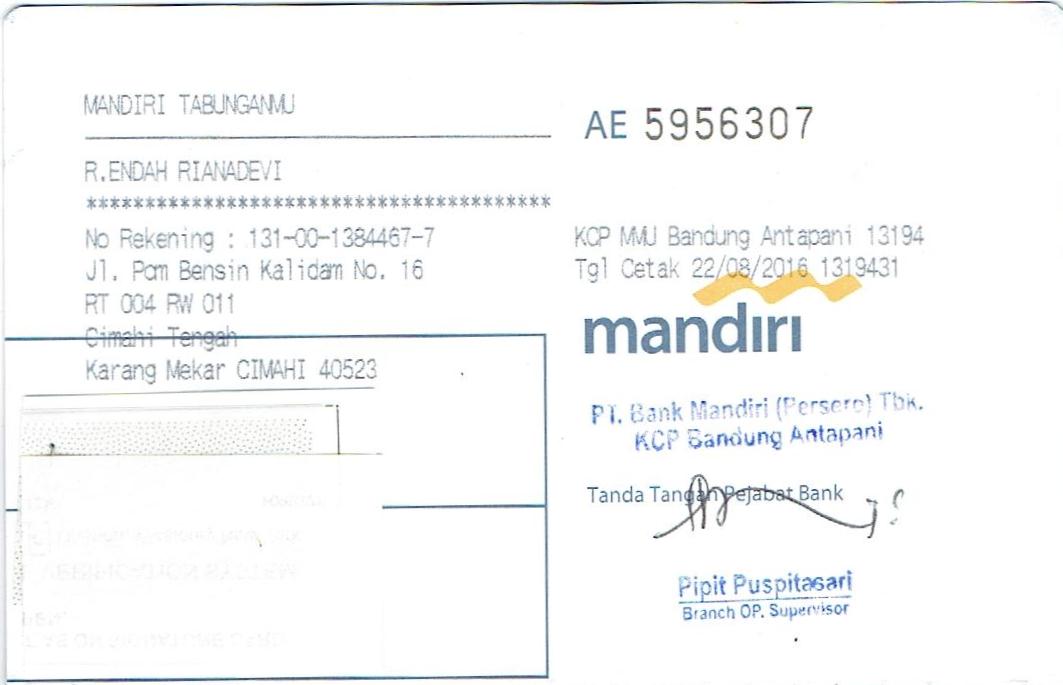 MANDIRI TABUNGANMU
R.ENDAH RIANADEVI
****************************************
No Rekening : 131-00-1384467-7
Jl. Pom Bensin Kalidam No. 16
RT 004 RW 011
Cimahi Tengah
Karang Mekar CIMAHI 40523
AE 5956307
KCP MMU Bandung Antapani 13194
Tgl Cetak 22/08/2016 1319431
mandırı
PT. Bank Mandiri (Persero) Tbk.
KCP Bandung Antapani
Tanda Tangan Pejabat Bank
Pipit Puspitasari
Branch OP. Supervisor